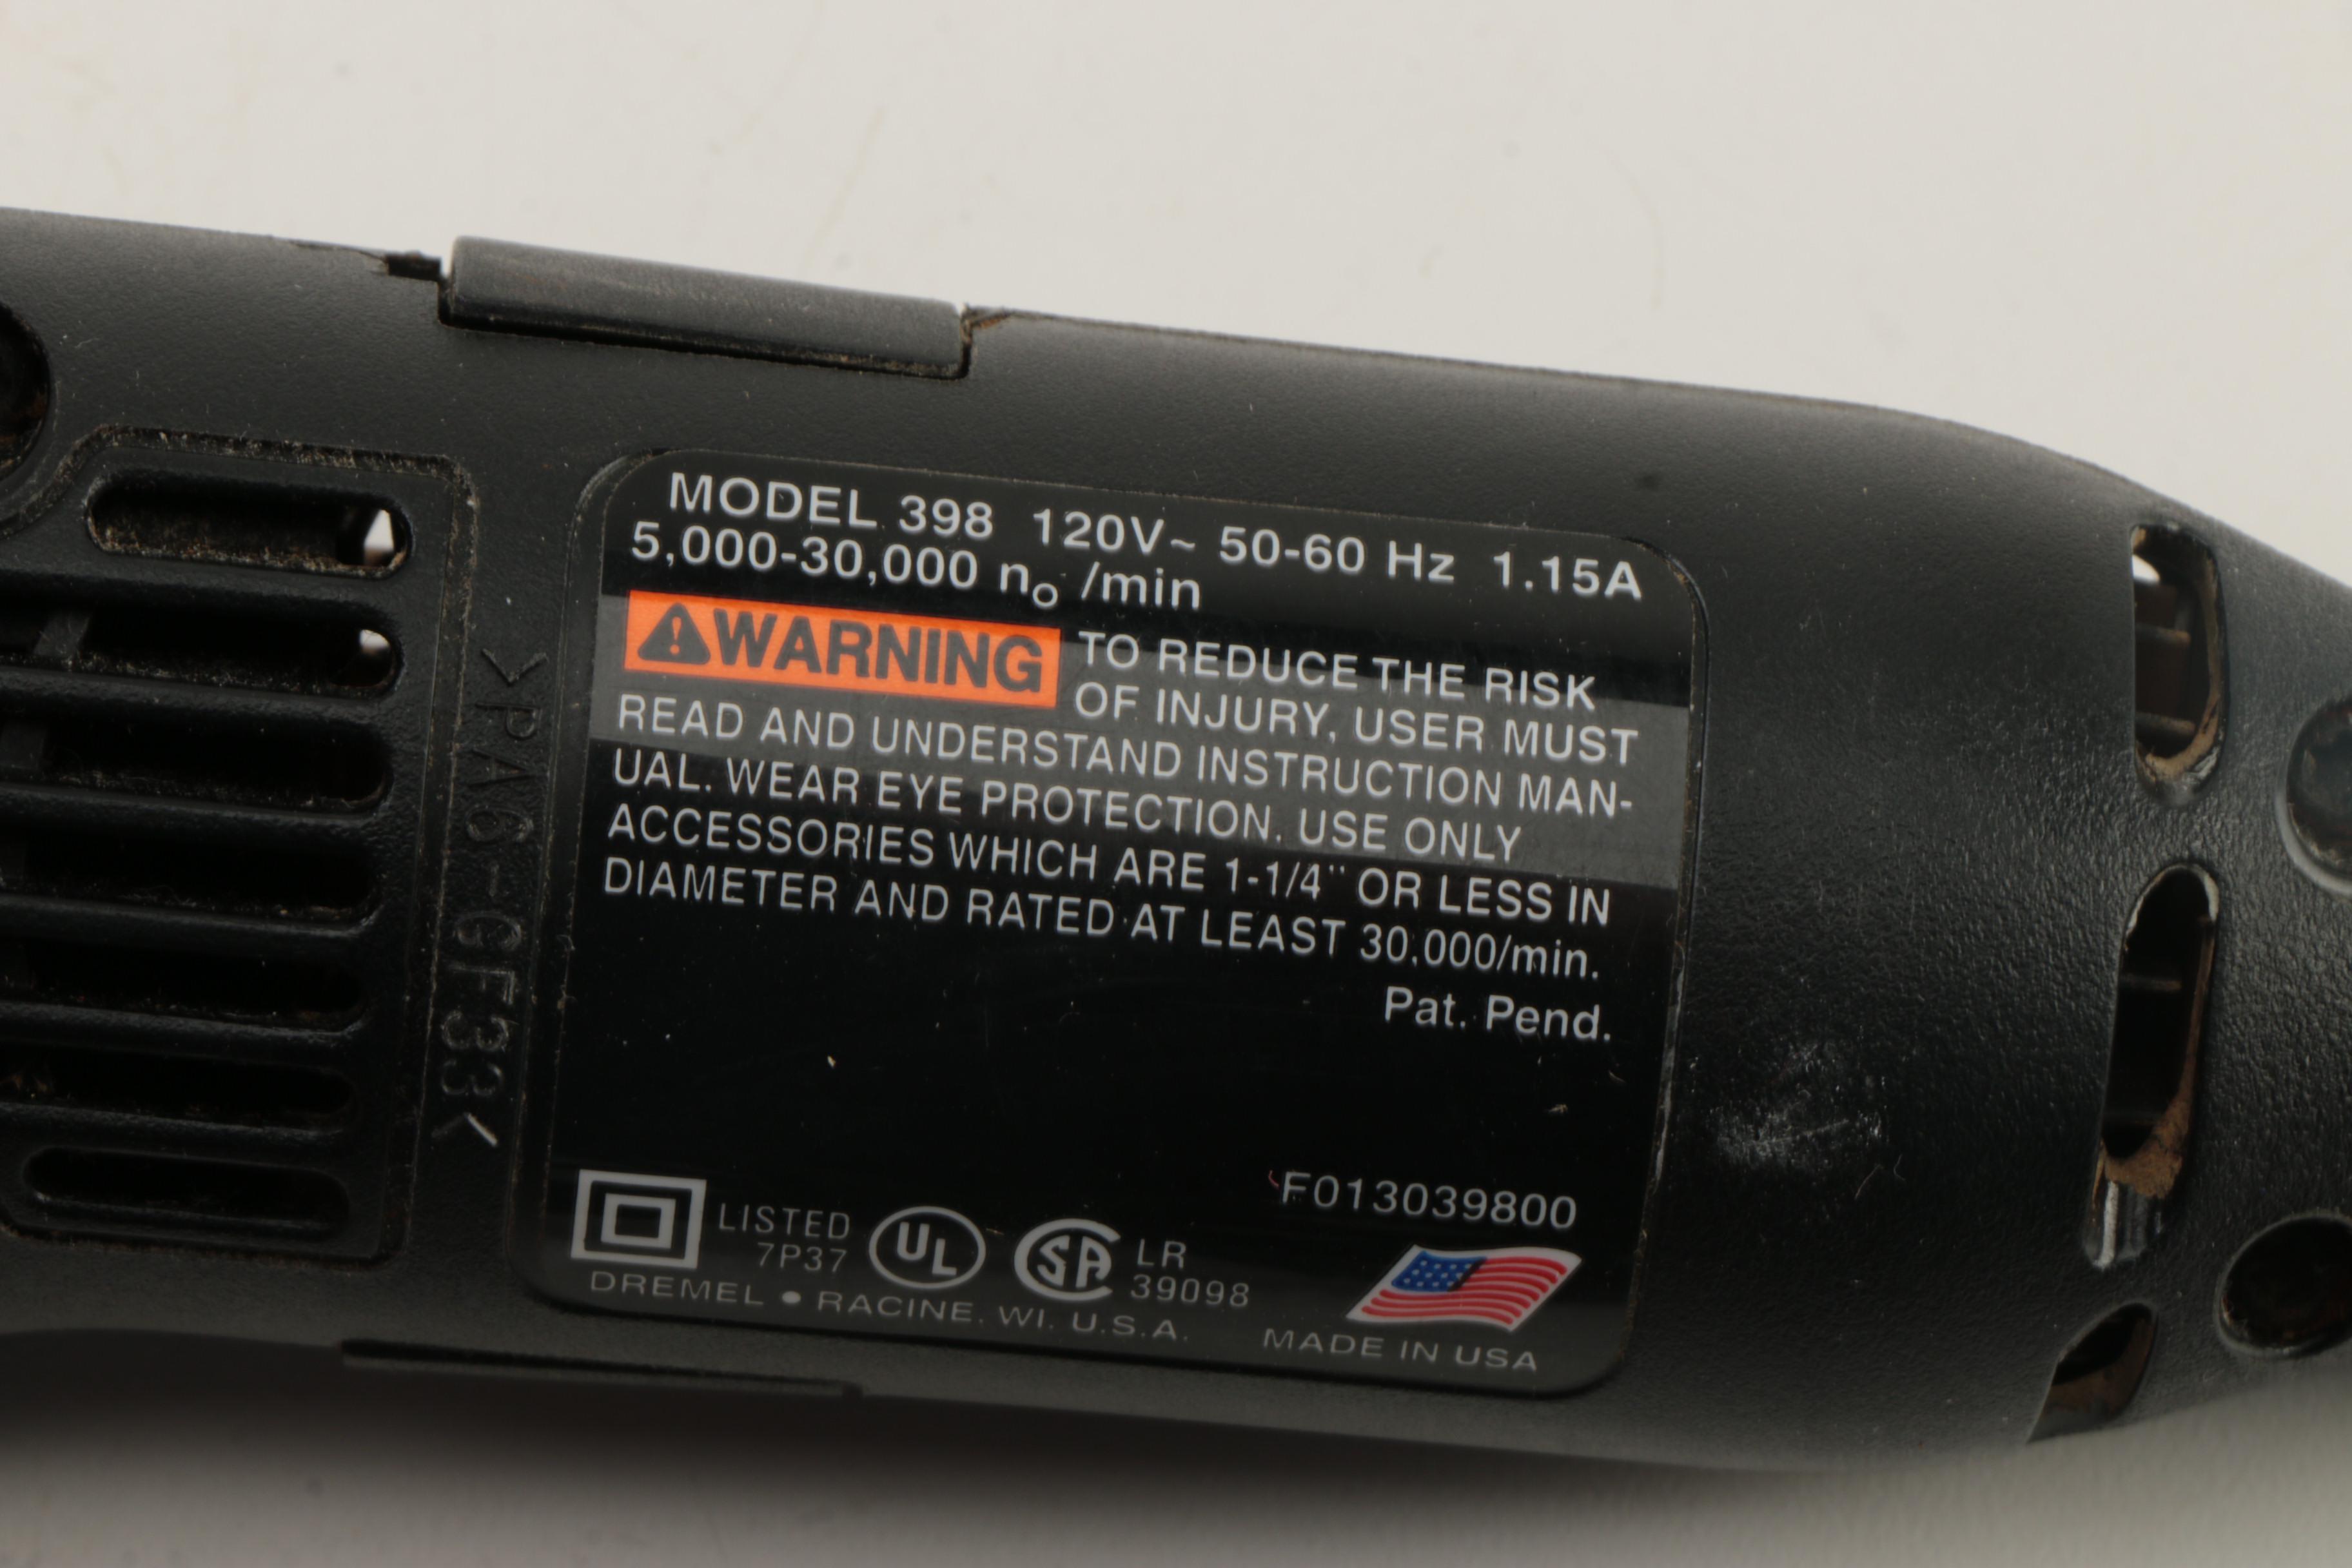 MODEL 398 120V~ 50-60 Hz 1.15A
5,000-30,000 no /min
WARNING TO REDUCE THE RISK
OF INJURY, USER MUST
READ AND UNDERSTAND INSTRUCTION MAN-
UAL. WEAR EYE PROTECTION. USE ONLY
ACCESSORIES WHICH ARE 1-1/4" OR LESS IN
DIAMETER AND RATED AT LEAST 30,000/min.
Pat. Pend.
F013039800
LISTED
7P37
UL
SA
LR
39098
DREMEL • RACINE, WI. U.S.A.
MADE IN USA
>PA6-GF33<